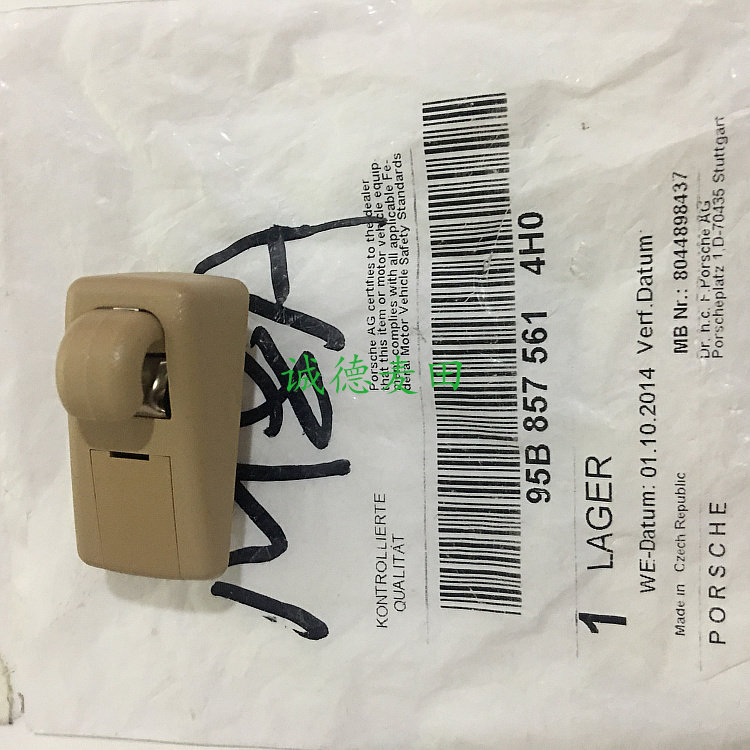 Porsche AG certifies to the dealer
that this item or motor vehicle equip-
complies with all applicable Fe-
deral Motor Vehicle Safety Standards
KONTROLLIERTE
QUALITÄT
95B 857 561 4H0
1 LAGER
WE-Datum: 01.10.2014 Verf.Datum
Made in Czech Republic MB Nr.: 8044898437
PORSCHE Dr. h.c. F. Porsche AG
Porscheplatz 1, D-70435 Stuttgart
诚德麦田